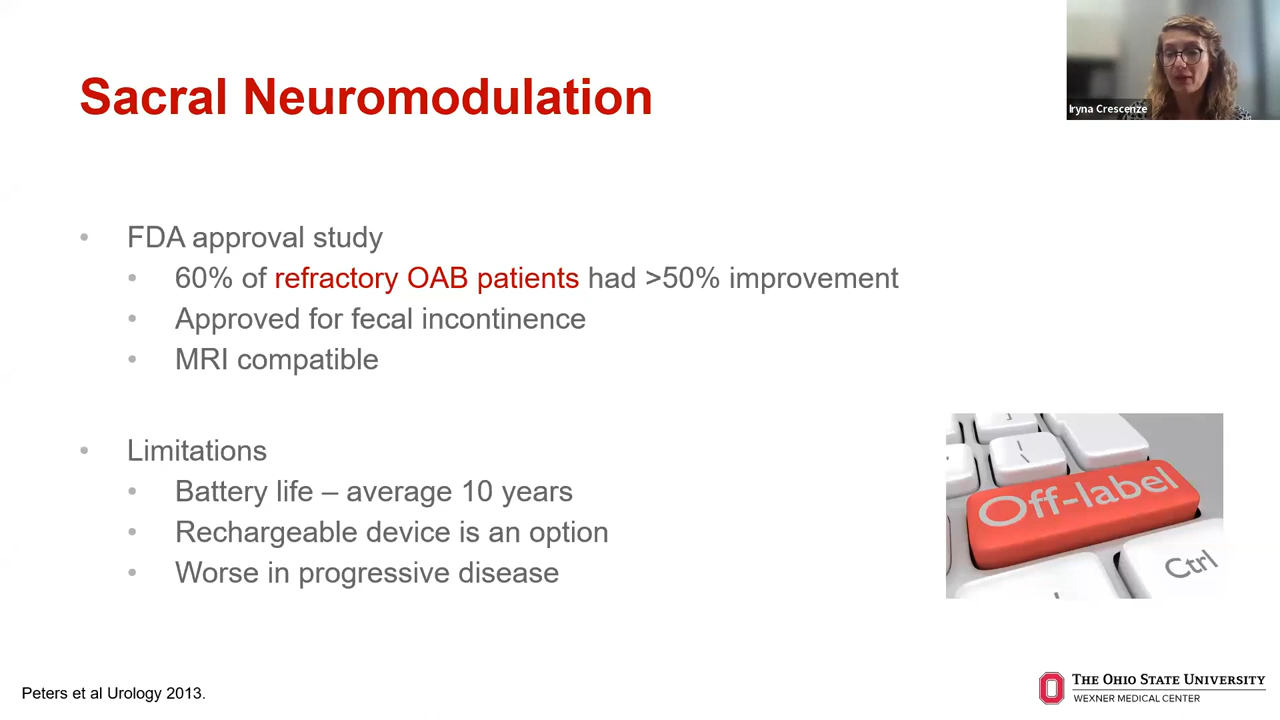 Sacral Neuromodulation
Iryna Crescenze
• FDA approval study
• 60% of refractory OAB patients had >50% improvement
• Approved for fecal incontinence
• MRI compatible
• Limitations
• Battery life – average 10 years
• Rechargeable device is an option
• Worse in progressive disease
Off-label
Ctrl
Peters et al Urology 2013.
THE OHIO STATE UNIVERSITY
WEXNER MEDICAL CENTER